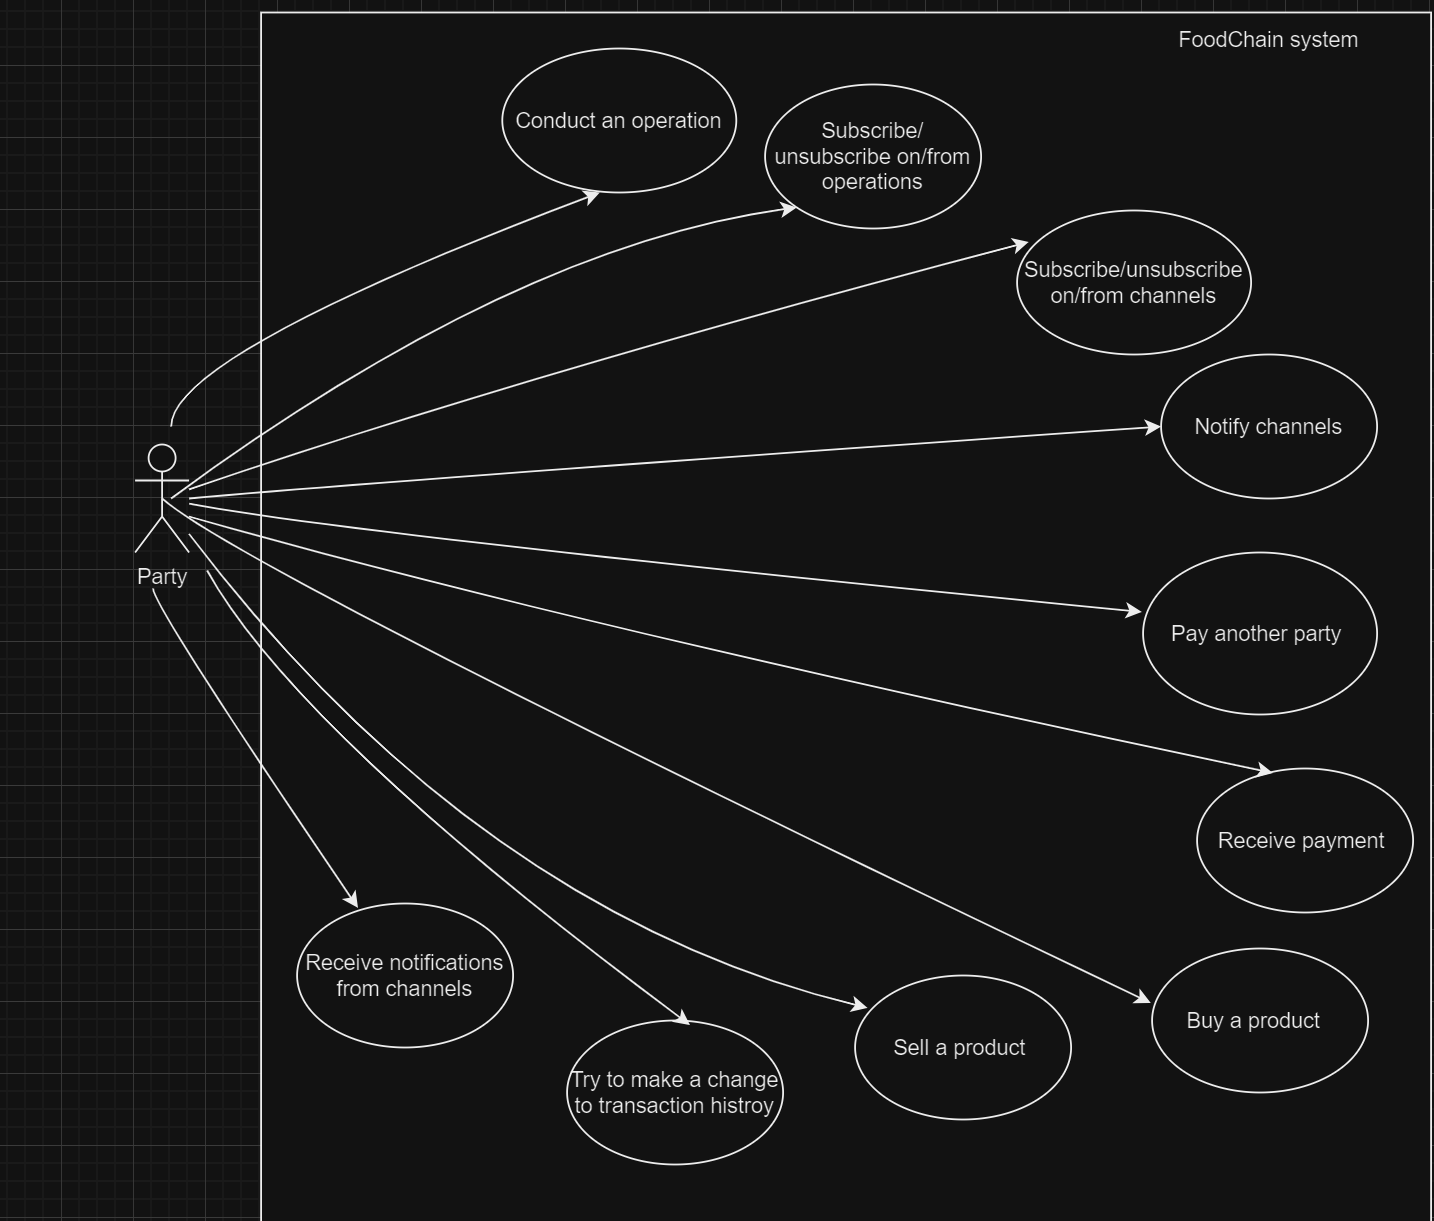 FoodChain system
Conduct an operation
Subscribe/
unsubscribe on/from
operations
Subscribe/unsubscribe
on/from channels
Notify channels
Party
Pay another party
Receive payment
Receive notifications
from channels
Buy a product
Sell a product
Try to make a change
to transaction histroy